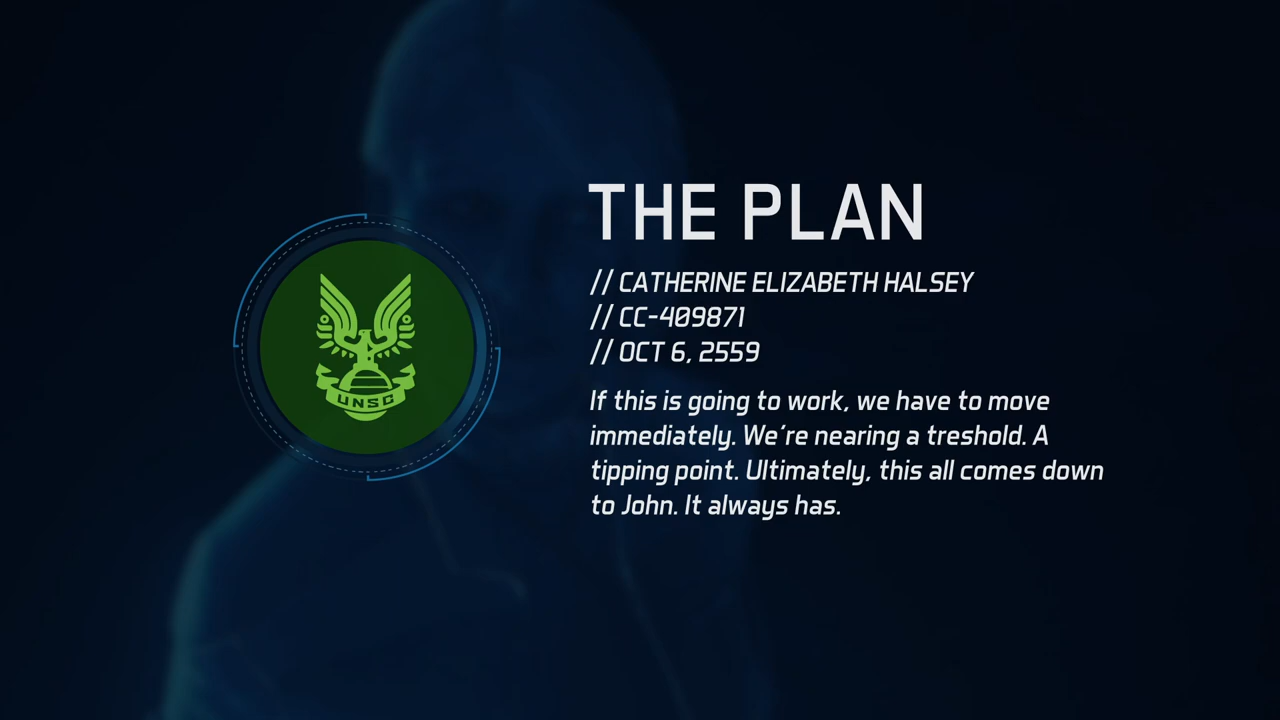 UNSC
THE PLAN
// CATHERINE ELIZABETH HALSEY
// CC-409871
// OCT 6, 2559
If this is going to work, we have to move
immediately. We're nearing a treshold. A
tipping point. Ultimately, this all comes down
to John. It always has.